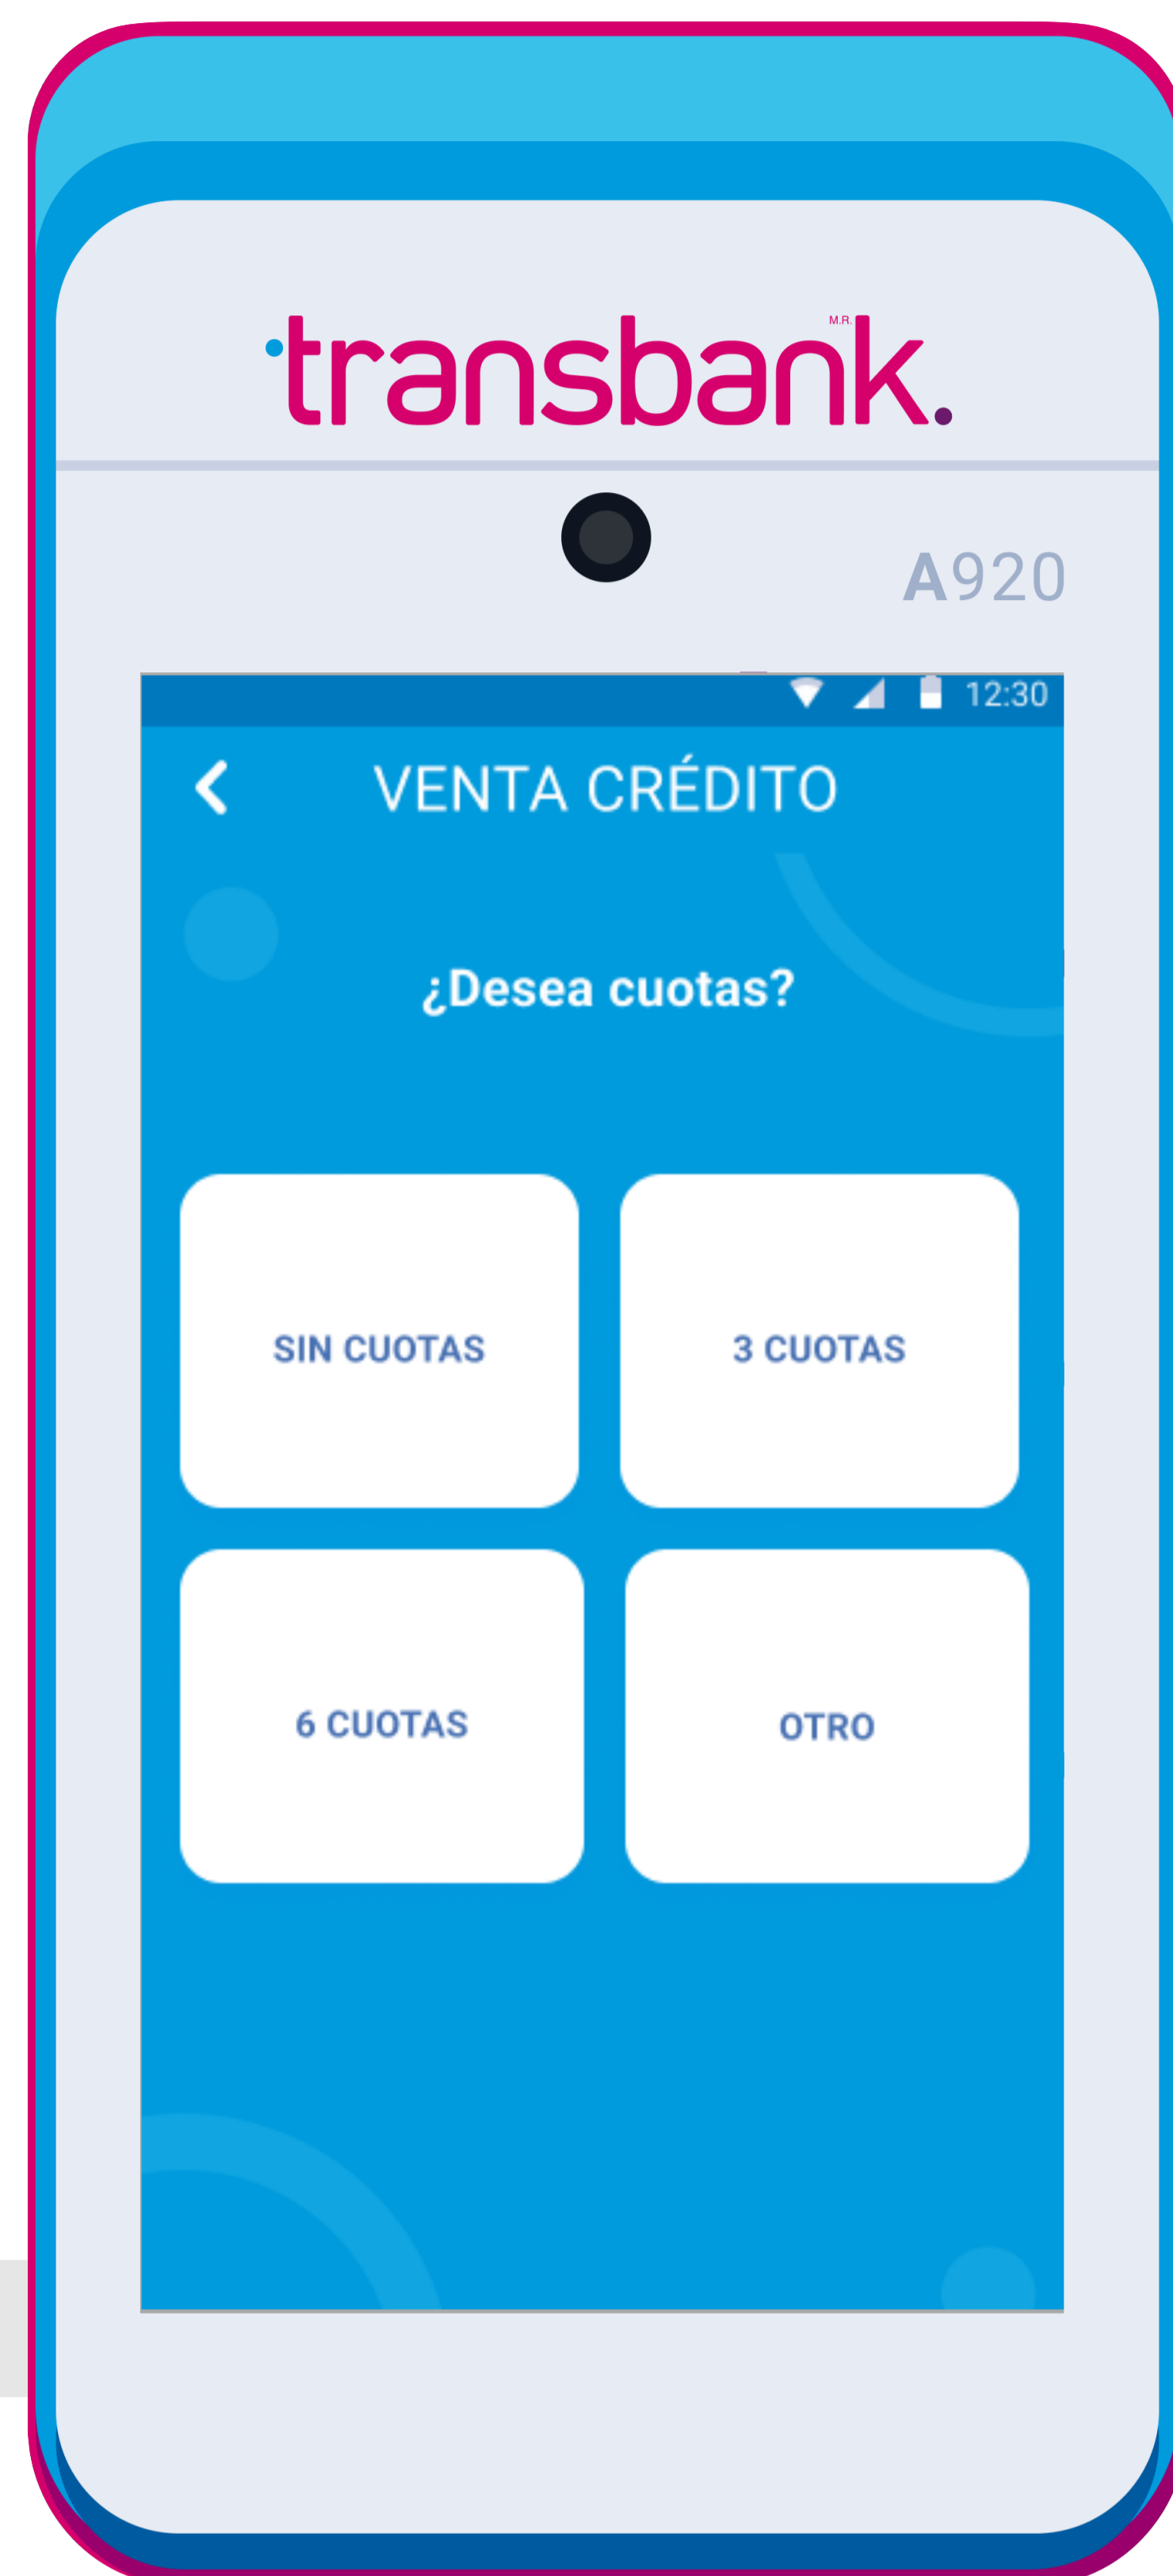 transbank.
M.R.
A920
12:30
VENTA CRÉDITO
¿Desea cuotas?
SIN CUOTAS
3 CUOTAS
6 CUOTAS
OTRO